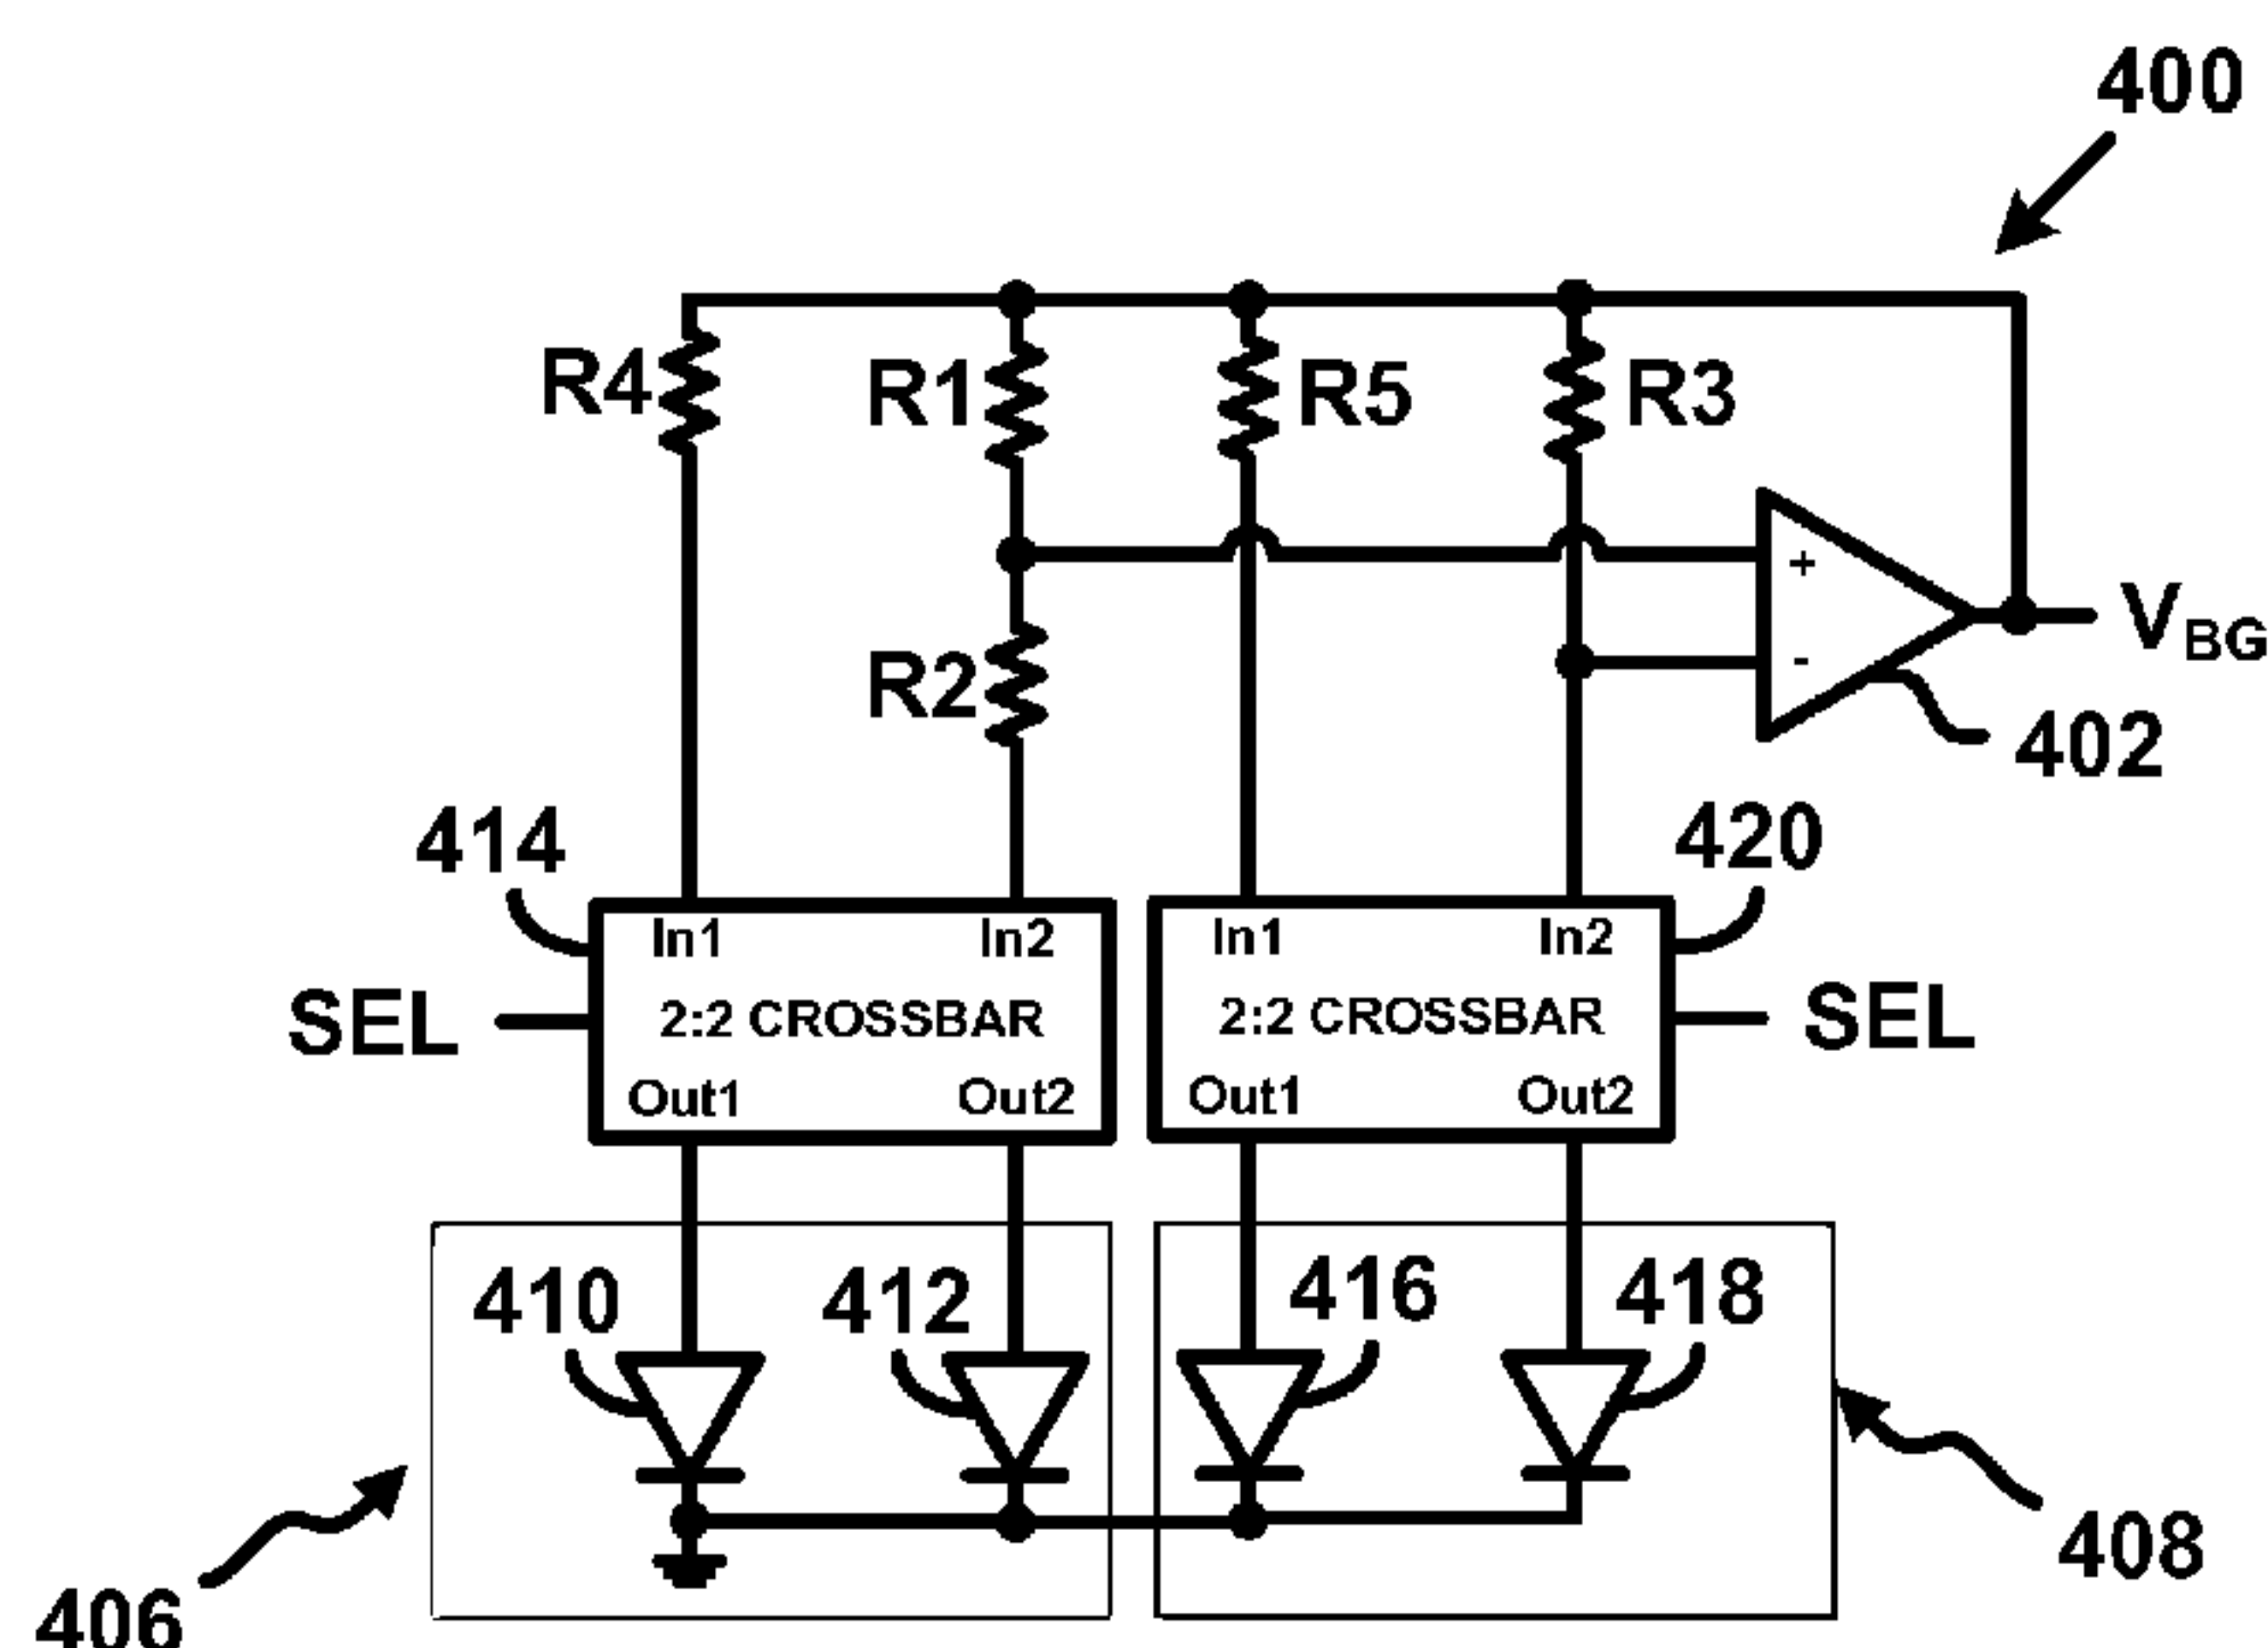 400
R4 R1 R5 R3
+
V_BG
R2
-
402
414 420
In1 In2 In1 In2
SEL 2:2 CROSSBAR 2:2 CROSSBAR SEL
Out1 Out2 Out1 Out2
410 412 416 418
408
406